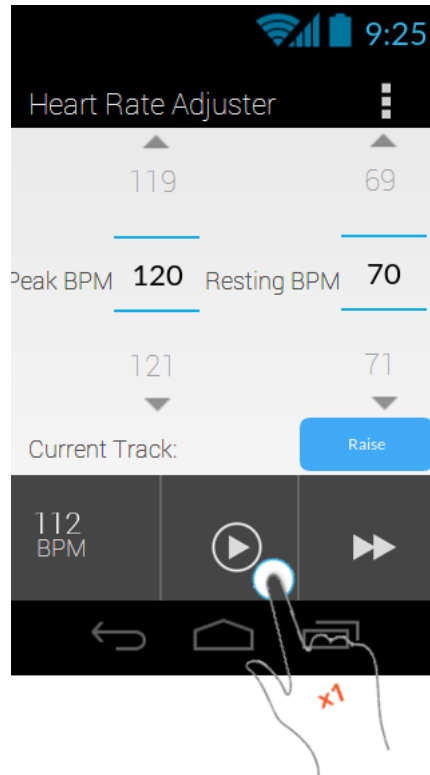 9:25
Heart Rate Adjuster
119 69
Peak BPM 120 Resting BPM 70
121 71
Current Track: Raise
112
BPM
x1